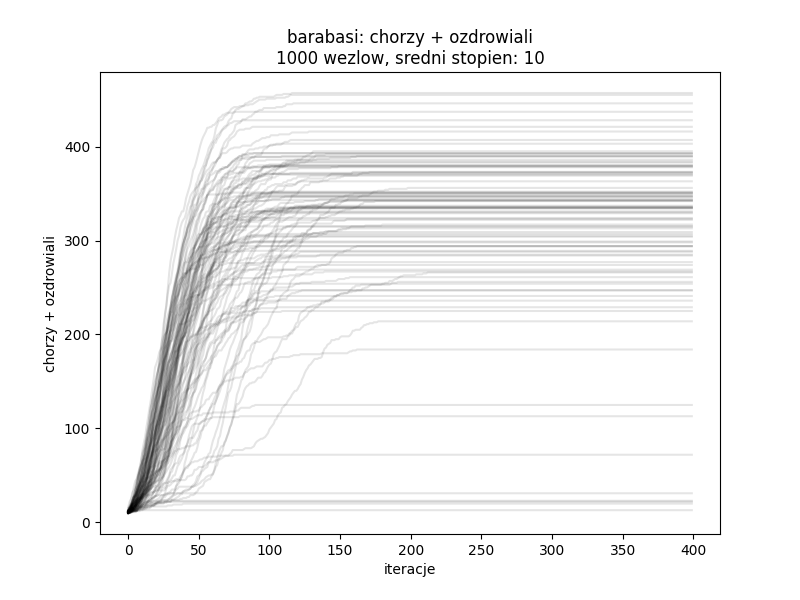 barabasi: chorzy + ozdrowiali
1000 wezlow, sredni stopien: 10
chorzy + ozdrowiali
400
300
200
100
0
0 50 100 150 200 250 300 350 400
iteracje